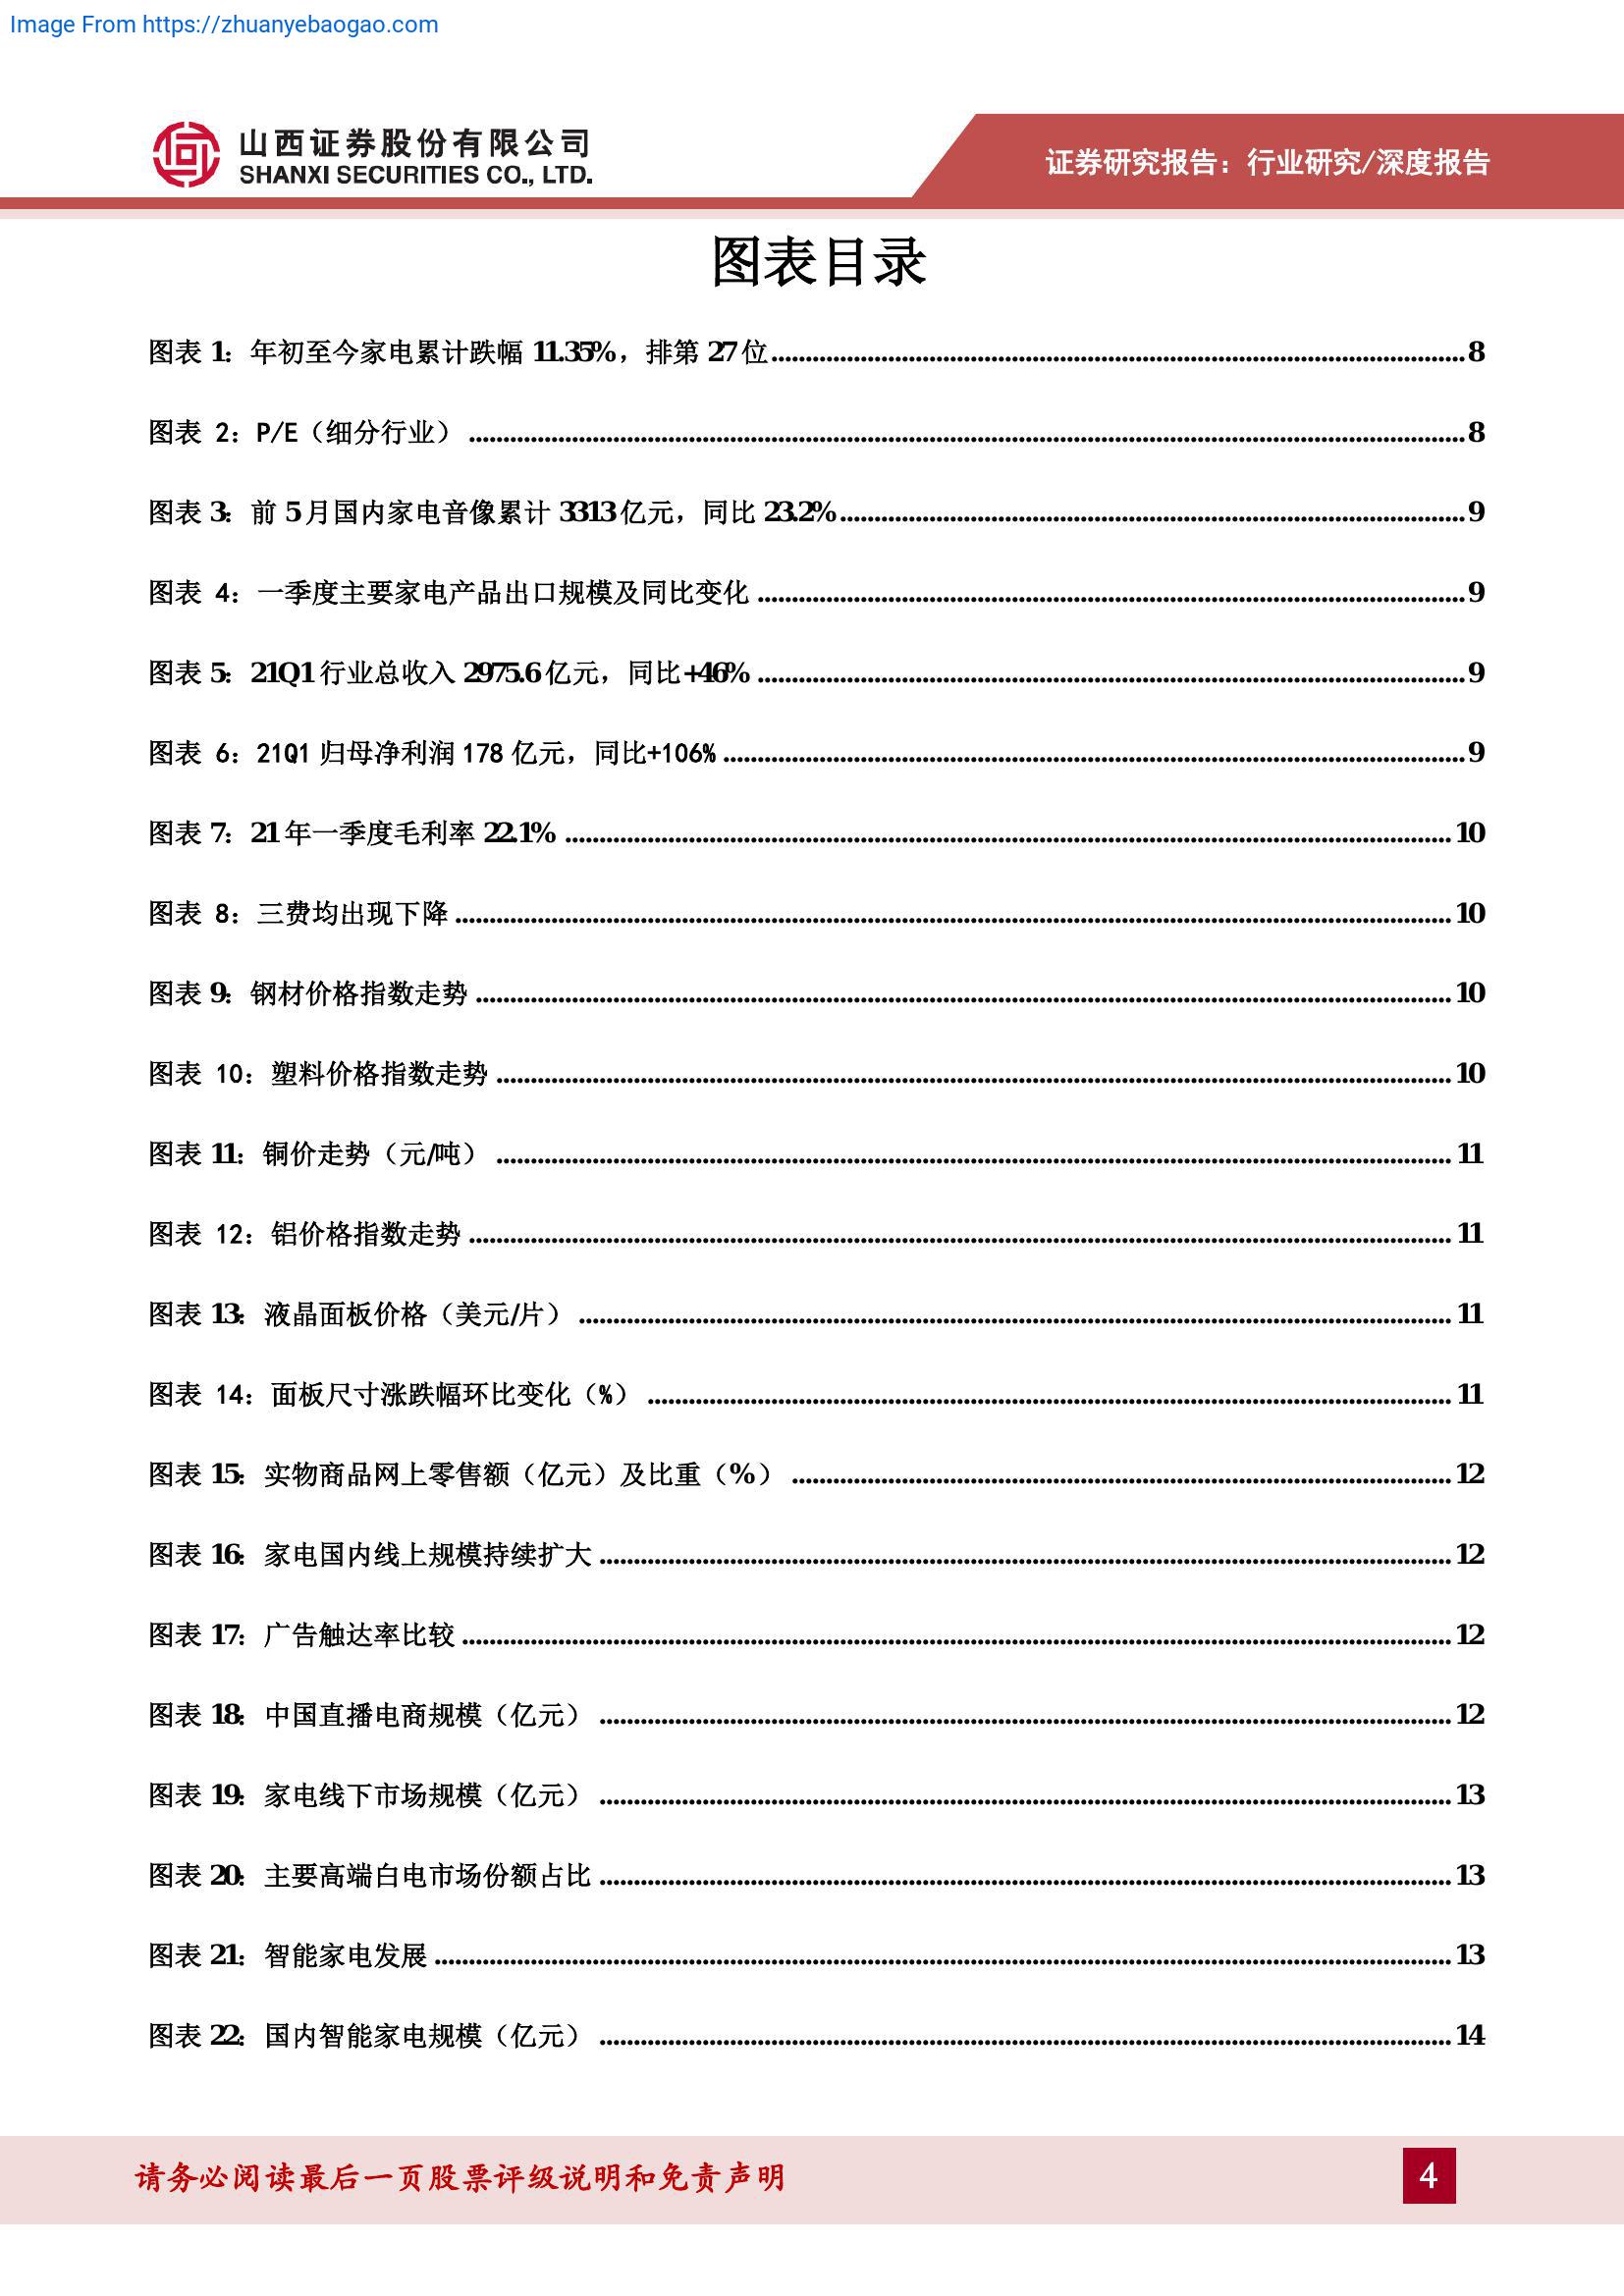 Image From https://zhuanyebaogao.com
山西证券股份有限公司
SHANXI SECURITIES CO., LTD.
证券研究报告：行业研究/深度报告
图表目录
图表 1：年初至今家电累计跌幅 11.35%，排第 27 位........8
图表 2：P/E（细分行业）........8
图表 3：前 5 月国内家电音像累计 3313 亿元，同比 23.2%........9
图表 4：一季度主要家电产品出口规模及同比变化........9
图表 5：21Q1 行业总收入 2975.6 亿元，同比+46%........9
图表 6：21Q1 归母净利润 178 亿元，同比+106%........9
图表 7：21 年一季度毛利率 22.1%........10
图表 8：三费均出现下降........10
图表 9：钢材价格指数走势........10
图表 10：塑料价格指数走势........10
图表 11：铜价走势（元/吨）........11
图表 12：铝价格指数走势........11
图表 13：液晶面板价格（美元/片）........11
图表 14：面板尺寸涨跌幅环比变化（%）........11
图表 15：实物商品网上零售额（亿元）及比重（%）........12
图表 16：家电国内线上规模持续扩大........12
图表 17：广告触达率比较........12
图表 18：中国直播电商规模（亿元）........12
图表 19：家电线下市场规模（亿元）........13
图表 20：主要高端白电市场份额占比........13
图表 21：智能家电发展........13
图表 22：国内智能家电规模（亿元）........14
请务必阅读最后一页股票评级说明和免责声明
4